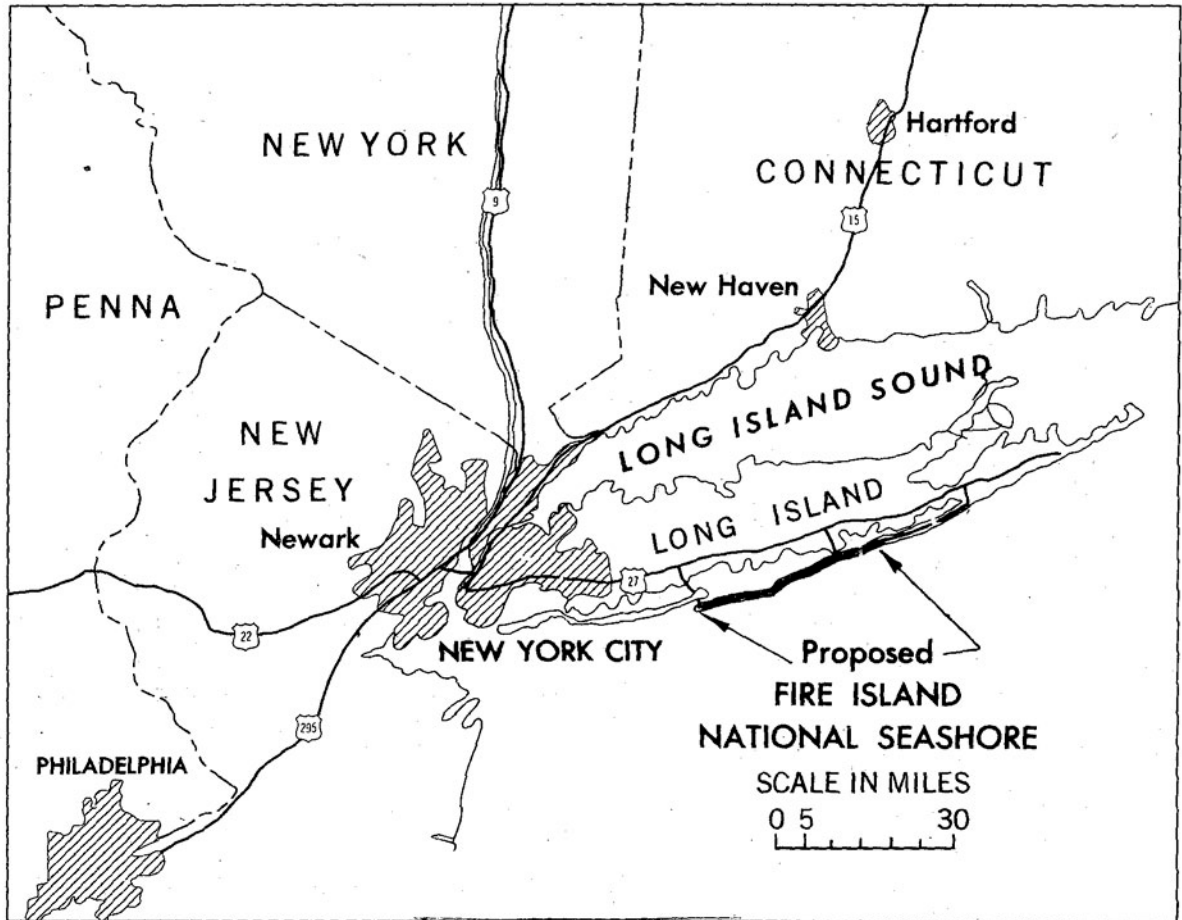 NEW YORK
Hartford
CONNECTICUT
9
15
PENNA
New Haven
LONG ISLAND SOUND
NEW
JERSEY
Newark
LONG ISLAND
27
22
NEW YORK CITY
Proposed
FIRE ISLAND
NATIONAL SEASHORE
295
PHILADELPHIA
SCALE IN MILES
0 5 30